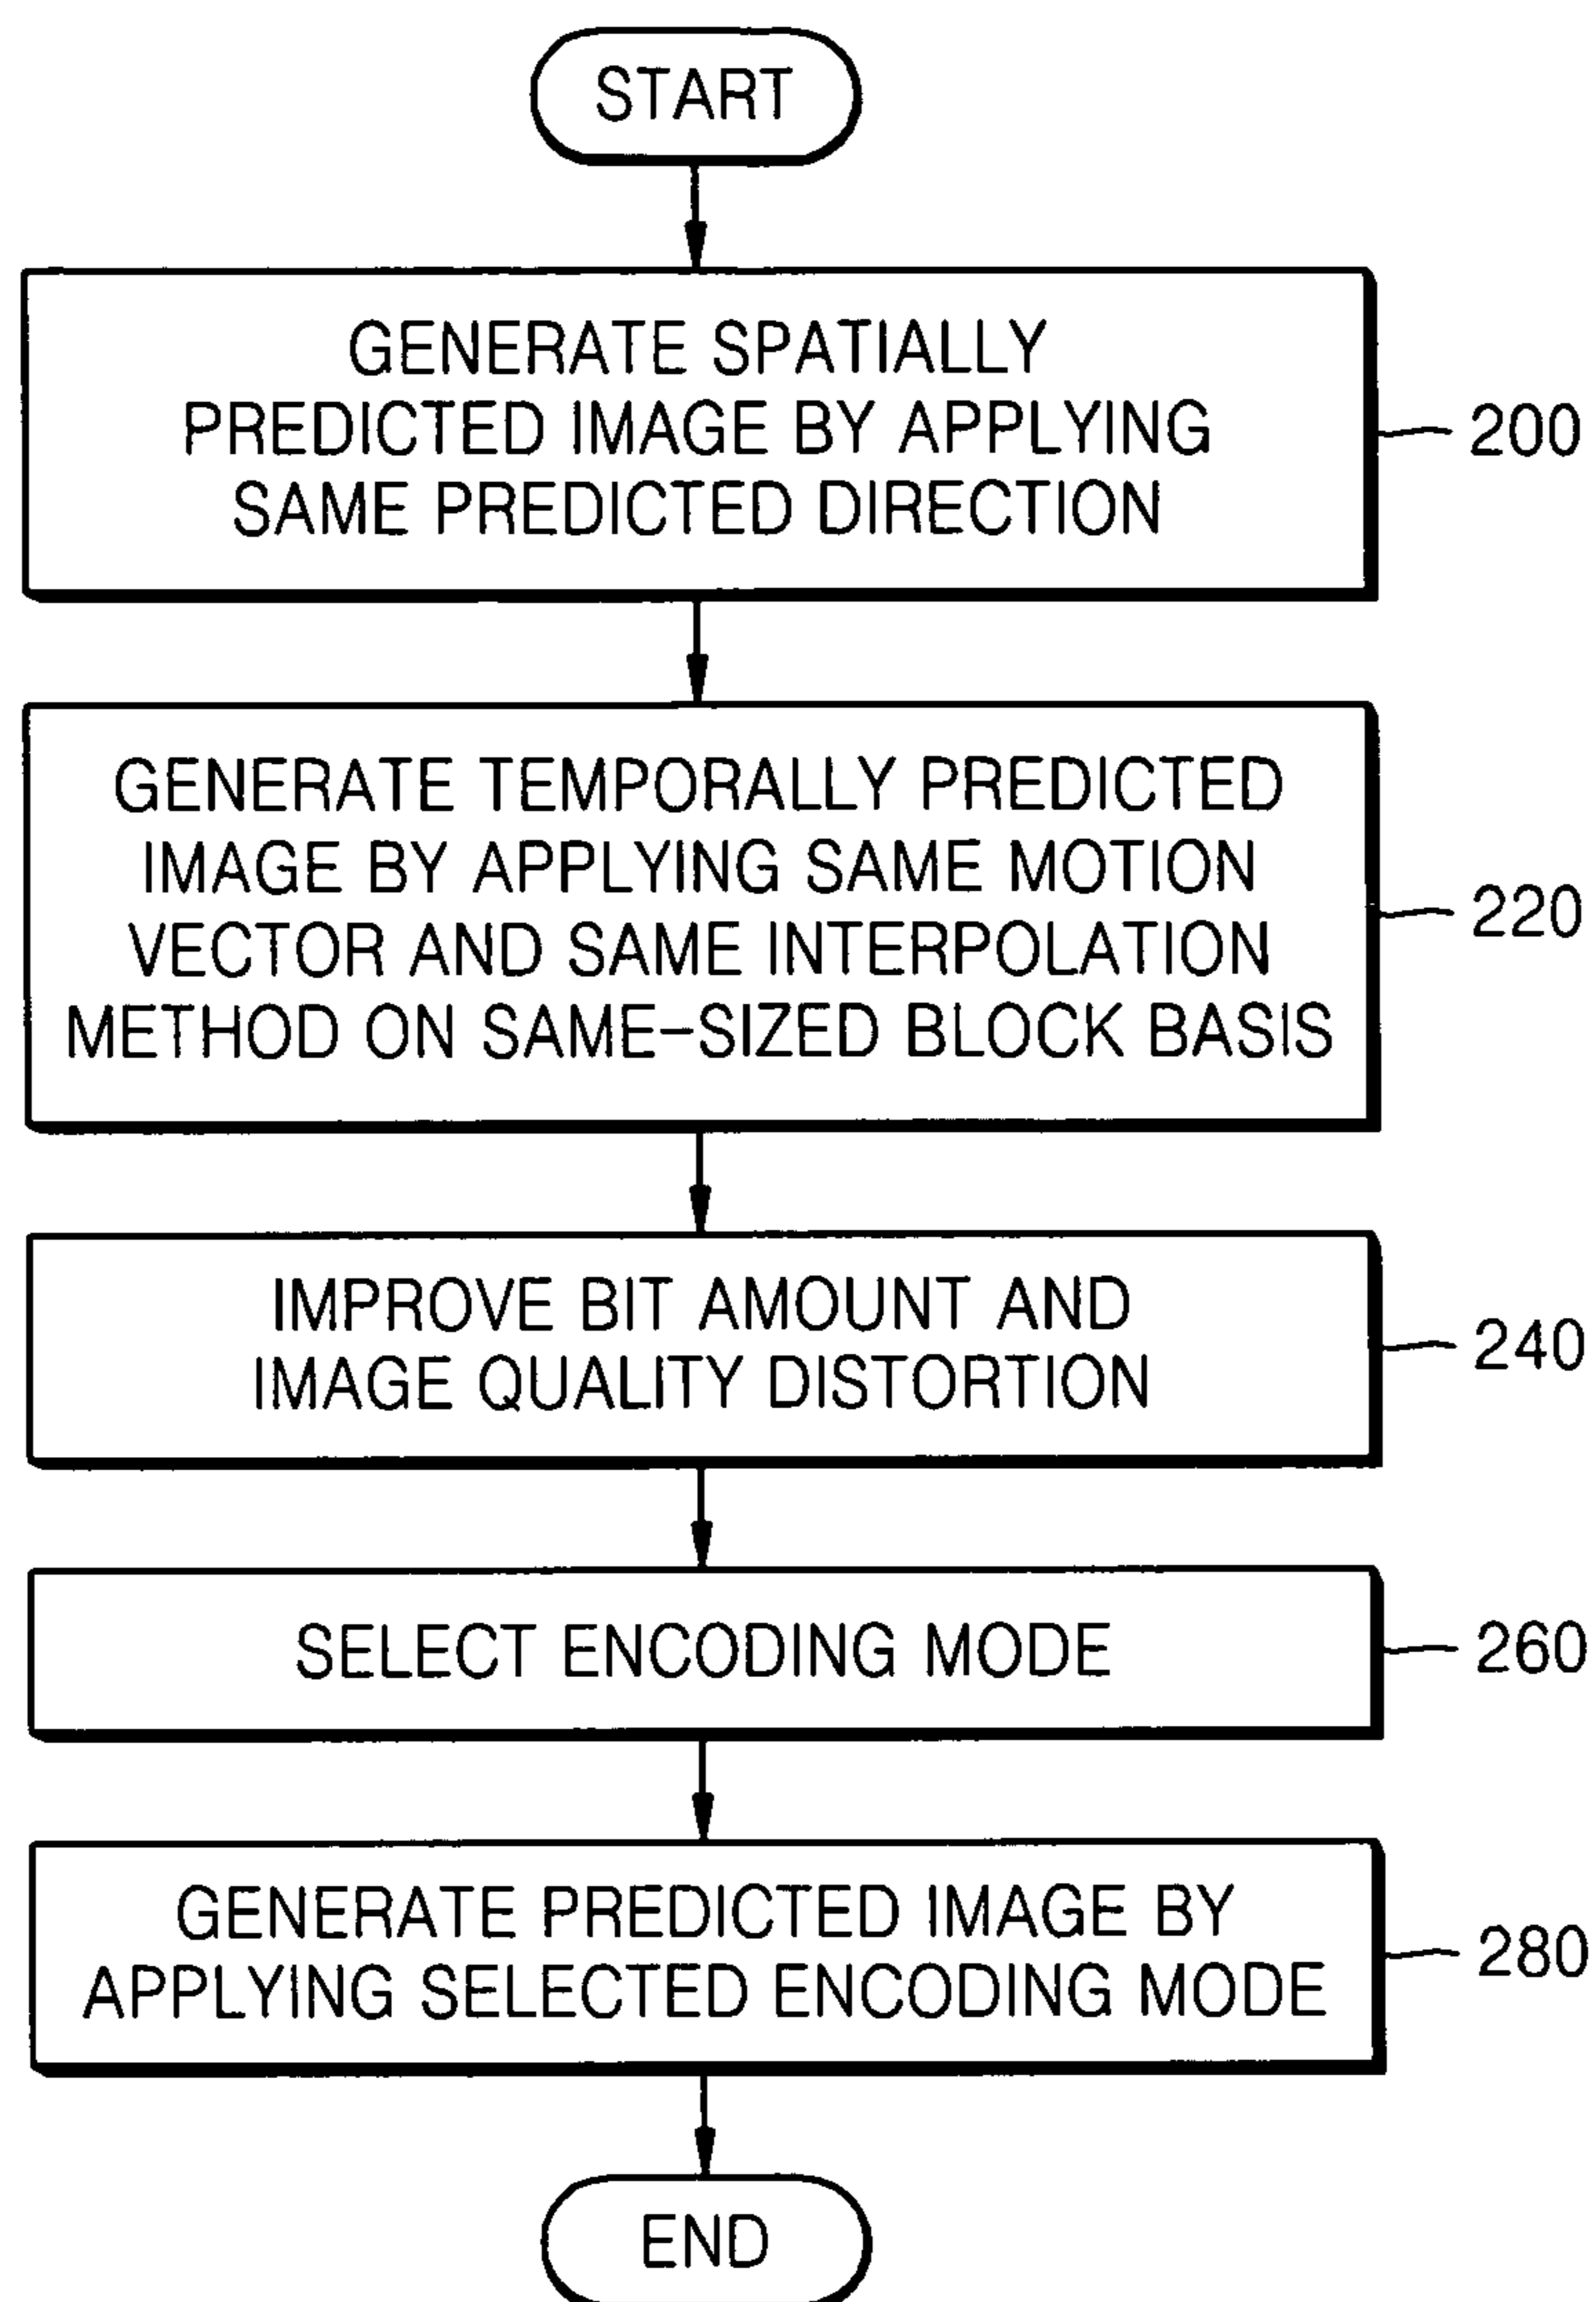 START
GENERATE SPATIALLY
PREDICTED IMAGE BY APPLYING
SAME PREDICTED DIRECTION
200
GENERATE TEMPORALLY PREDICTED
IMAGE BY APPLYING SAME MOTION
VECTOR AND SAME INTERPOLATION
METHOD ON SAME-SIZED BLOCK BASIS
220
IMPROVE BIT AMOUNT AND
IMAGE QUALITY DISTORTION
240
SELECT ENCODING MODE
260
GENERATE PREDICTED IMAGE BY
APPLYING SELECTED ENCODING MODE
280
END